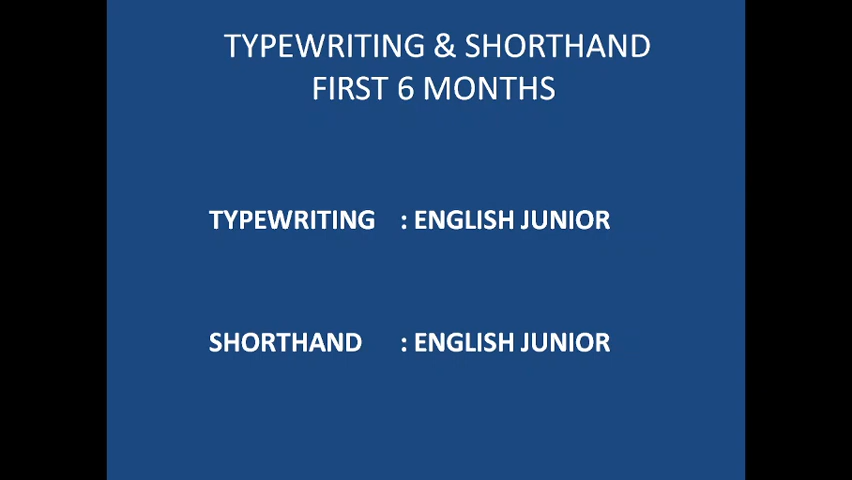 TYPEWRITING & SHORTHAND
FIRST 6 MONTHS
TYPEWRITING : ENGLISH JUNIOR
SHORTHAND : ENGLISH JUNIOR